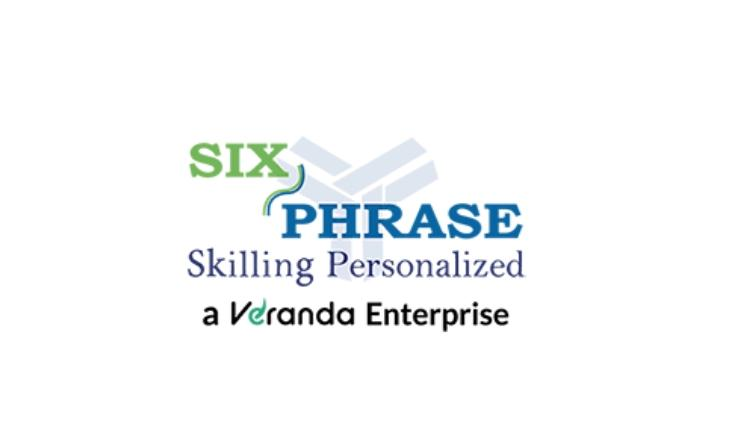 SIX
PHRASE
Skilling Personalized
a Veranda Enterprise